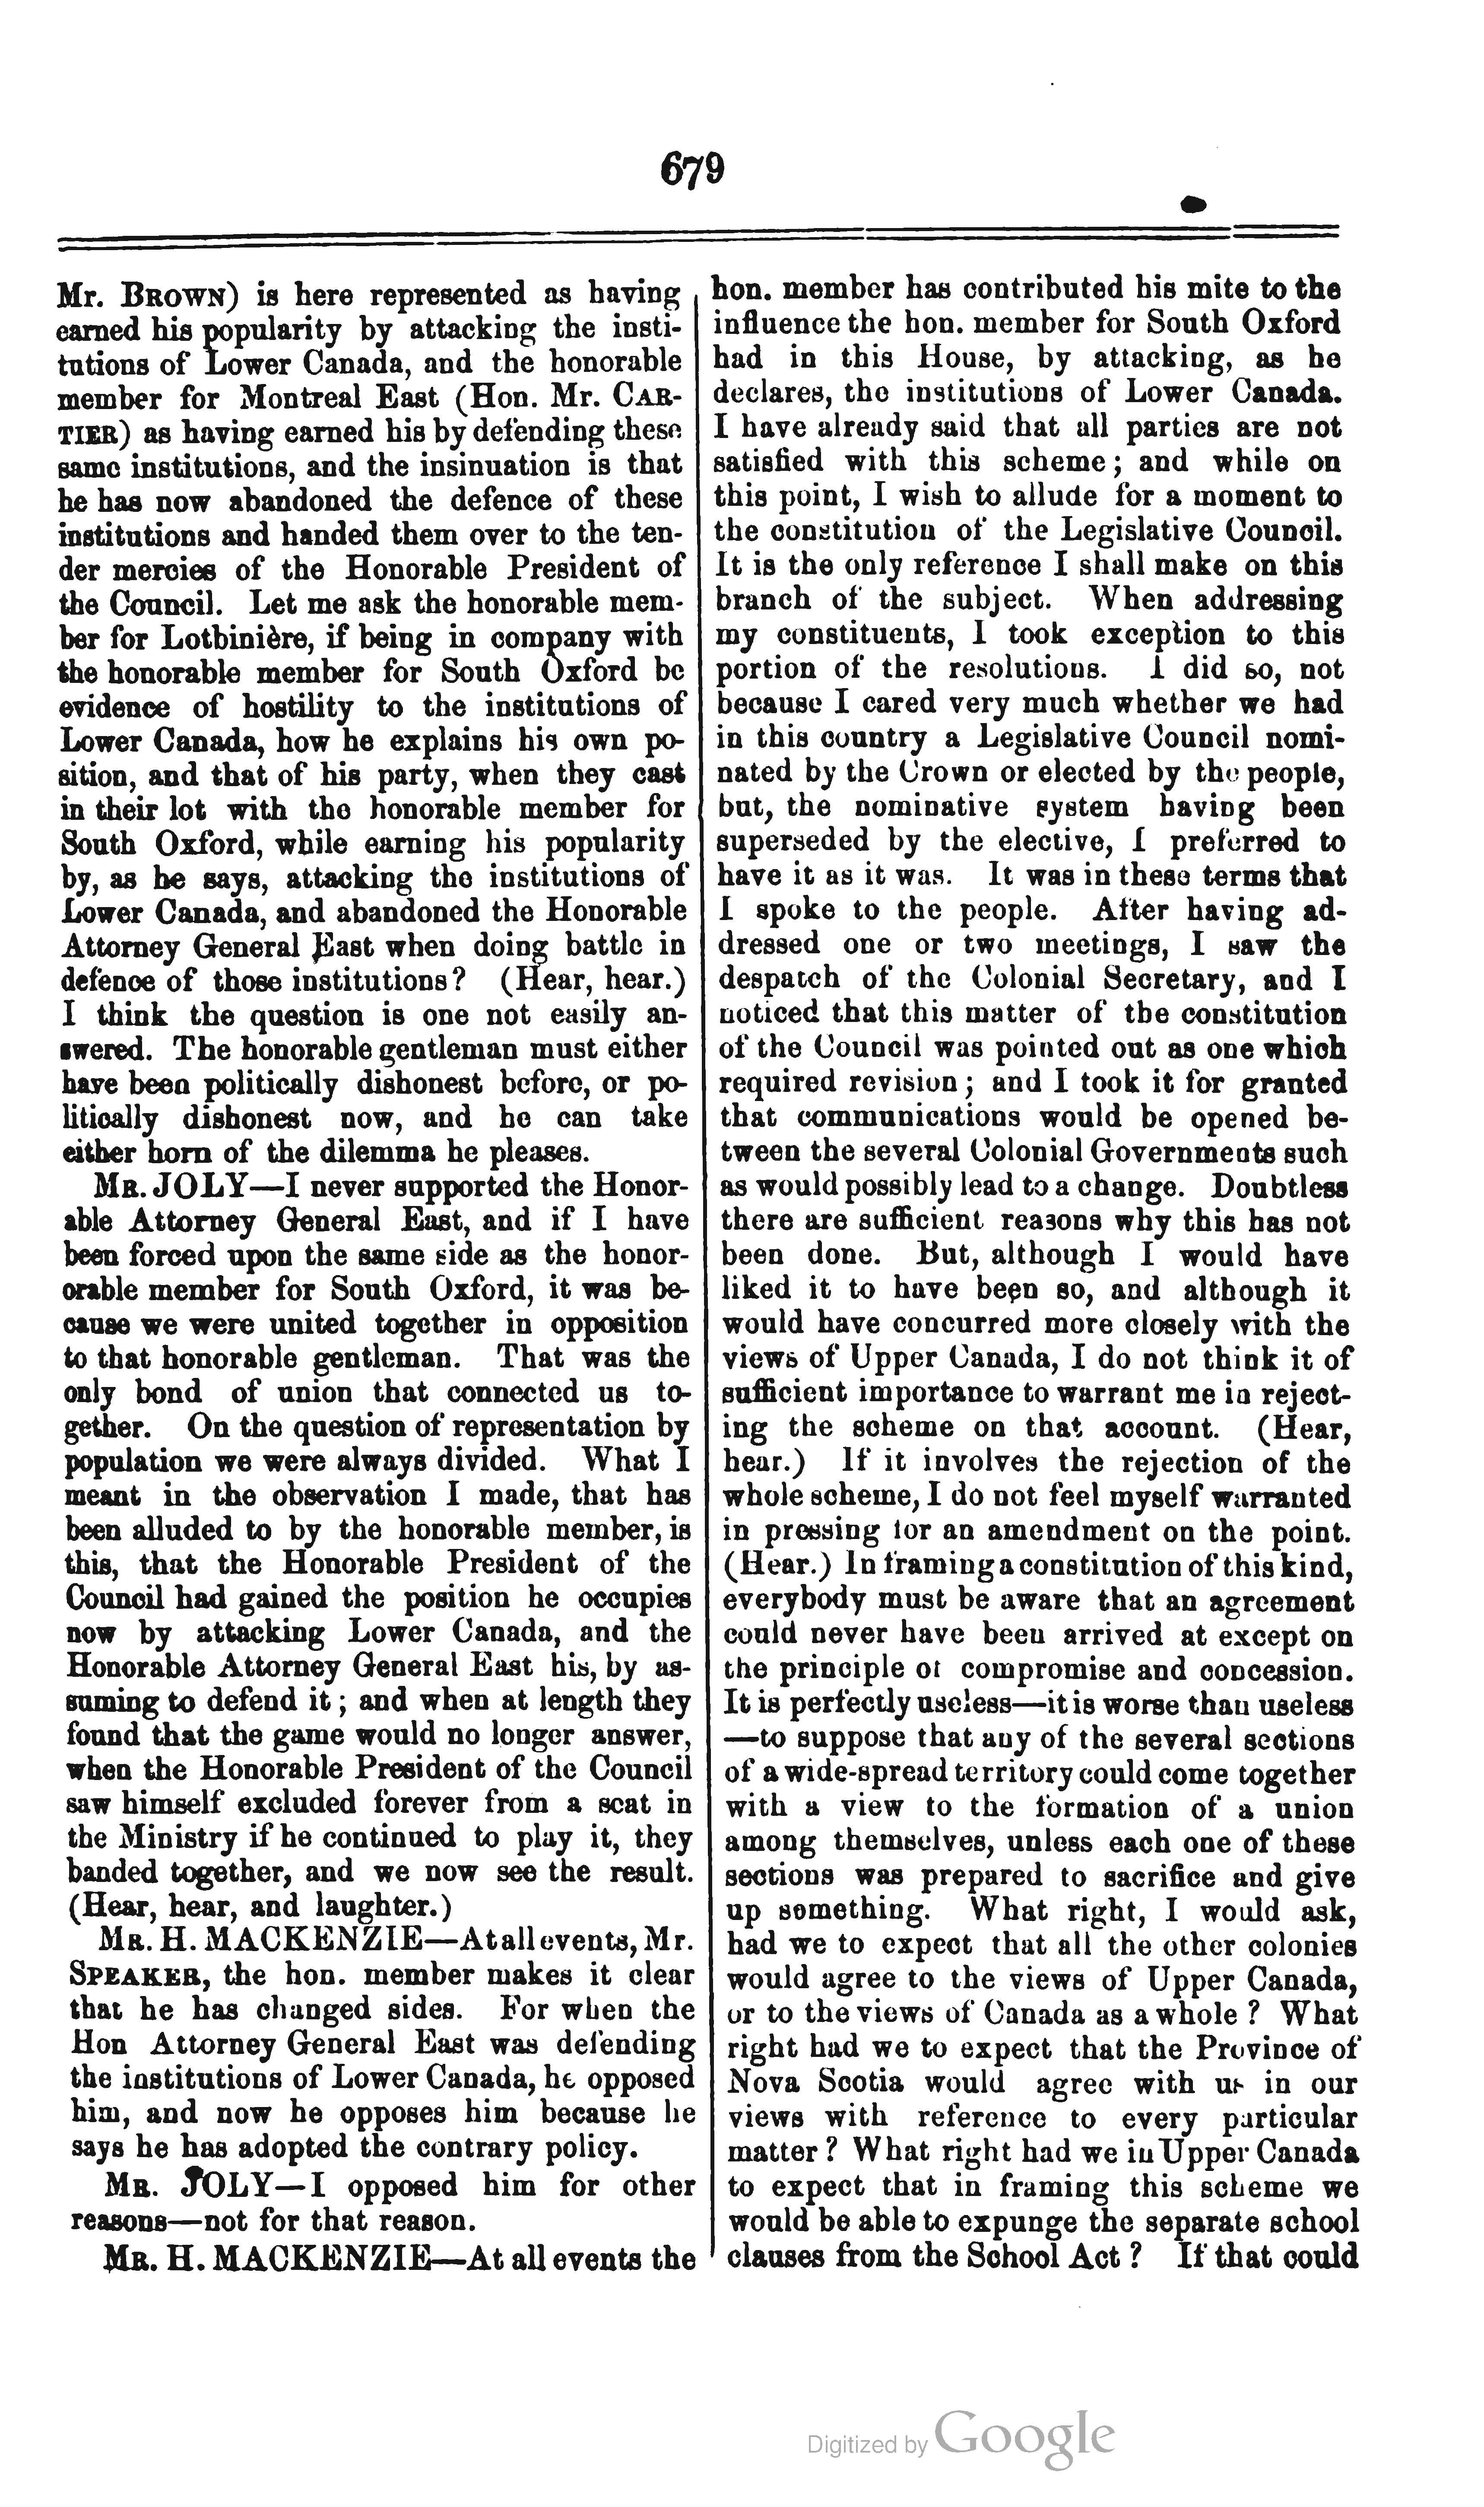 679
Mr. BROWN) is here represented as having
earned his popularity by attacking the insti-
tutions of Lower Canada, and the honorable
member for Montreal East (Hon. Mr. CAR-
TIER) as having earned his by defending these
same institutions, and the insinuation is that
he has now abandoned the defence of these
institutions and handed them over to the ten-
der mercies of the Honorable President of
the Council. Let me ask the honorable mem-
ber for Lotbinière, if being in company with
the honorable member for South Oxford be
evidence of hostility to the institutions of
Lower Canada, how he explains his own po-
sition, and that of his party, when they cast
in their lot with the honorable member for
South Oxford, while earning his popularity
by, as he says, attacking the institutions of
Lower Canada, and abandoned the Honorable
Attorney General East when doing battle in
defence of those institutions? (Hear, hear.)
I think the question is one not easily an-
swered. The honorable gentleman must either
have been politically dishonest before, or po-
litically dishonest now, and he can take
either horn of the dilemma he pleases.
MR. JOLY—I never supported the Honor-
able Attorney General East, and if I have
been forced upon the same side as the honor-
orable member for South Oxford, it was be-
cause we were united together in opposition
to that honorable gentleman. That was the
only bond of union that connected us to-
gether. On the question of representation by
population we were always divided. What I
meant in the observation I made, that has
been alluded to by the honorable member, is
this, that the Honorable President of the
Council had gained the position he occupies
now by attacking Lower Canada, and the
Honorable Attorney General East his, by as-
suming to defend it; and when at length they
found that the game would no longer answer,
when the Honorable President of the Council
saw himself excluded forever from a seat in
the Ministry if he continued to play it, they
banded together, and we now see the result.
(Hear, hear, and laughter.)
MR. H. MACKENZIE—At all events, Mr.
SPEAKER, the hon. member makes it clear
that he has changed sides. For when the
Hon Attorney General East was defending
the institutions of Lower Canada, he opposed
him, and now he opposes him because he
says he has adopted the contrary policy.
MR. JOLY—I opposed him for other
reasons—not for that reason.
MR. H. MACKENZIE—At all events the
hon. member has contributed his mite to the
influence the hon. member for South Oxford
had in this House, by attacking, as he
declares, the institutions of Lower Canada.
I have already said that all parties are not
satisfied with this scheme; and while on
this point, I wish to allude for a moment to
the constitution of the Legislative Council.
It is the only reference I shall make on this
branch of the subject. When addressing
my constituents, I took exception to this
portion of the resolutions. I did so, not
because I cared very much whether we had
in this country a Legislative Council nomi-
nated by the Crown or elected by the people,
but, the nominative system having been
superseded by the elective, I preferred to
have it as it was. It was in these terms that
I spoke to the people. After having ad-
dressed one or two meetings, I saw the
despatch of the Colonial Secretary, and I
noticed that this matter of the constitution
of the Council was pointed out as one which
required revision; and I took it for granted
that communications would be opened be-
tween the several Colonial Governments such
as would possibly lead to a change. Doubtless
there are sufficient reasons why this has not
been done. But, although I would have
liked it to have been so, and although it
would have concurred more closely with the
views of Upper Canada, I do not think it of
sufficient importance to warrant me in reject-
ing the scheme on that account. (Hear,
hear.) If it involves the rejection of the
whole scheme, I do not feel myself warranted
in pressing for an amendment on the point.
(Hear.) In framing a constitution of this kind,
everybody must be aware that an agreement
could never have been arrived at except on
the principle of compromise and concession.
It is perfectly useless—it is worse than useless
—to suppose that any of the several sections
of a wide-spread territory could come together
with a view to the formation of a union
among themselves, unless each one of these
sections was prepared to sacrifice and give
up something. What right, I would ask,
had we to expect that all the other colonies
would agree to the views of Upper Canada,
or to the views of Canada as a whole? What
right had we to expect that the Province of
Nova Scotia would agree with us in our
views with reference to every particular
matter? What right had we in Upper Canada
to expect that in framing this scheme we
would be able to expunge the separate school
clauses from the School Act? If that could
Digitized by Google